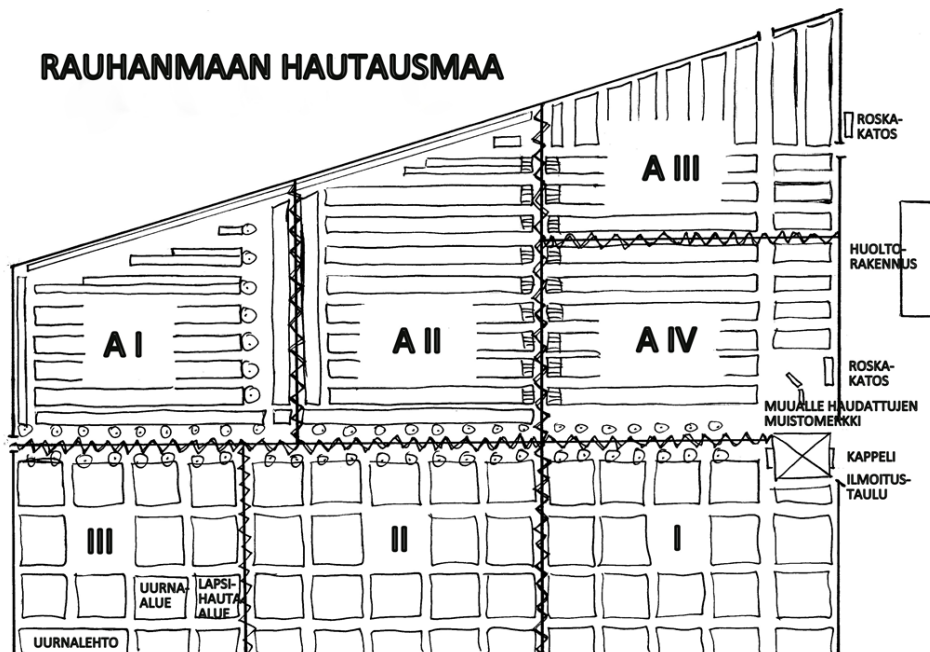 RAUHANMAAN HAUTAUSMAA
ROSKA-
KATOS
A III
HUOLTO-
RAKENNUS
A I
A II
A IV
ROSKA-
KATOS
MUUALLE HAUDATTUJEN
MUISTOMERKKI
KAPPELI
ILMOITUS-
TAULU
III
II
I
UURNA-
ALUE
LAPSI-
HAUTA
ALUE
UURNALEHTO